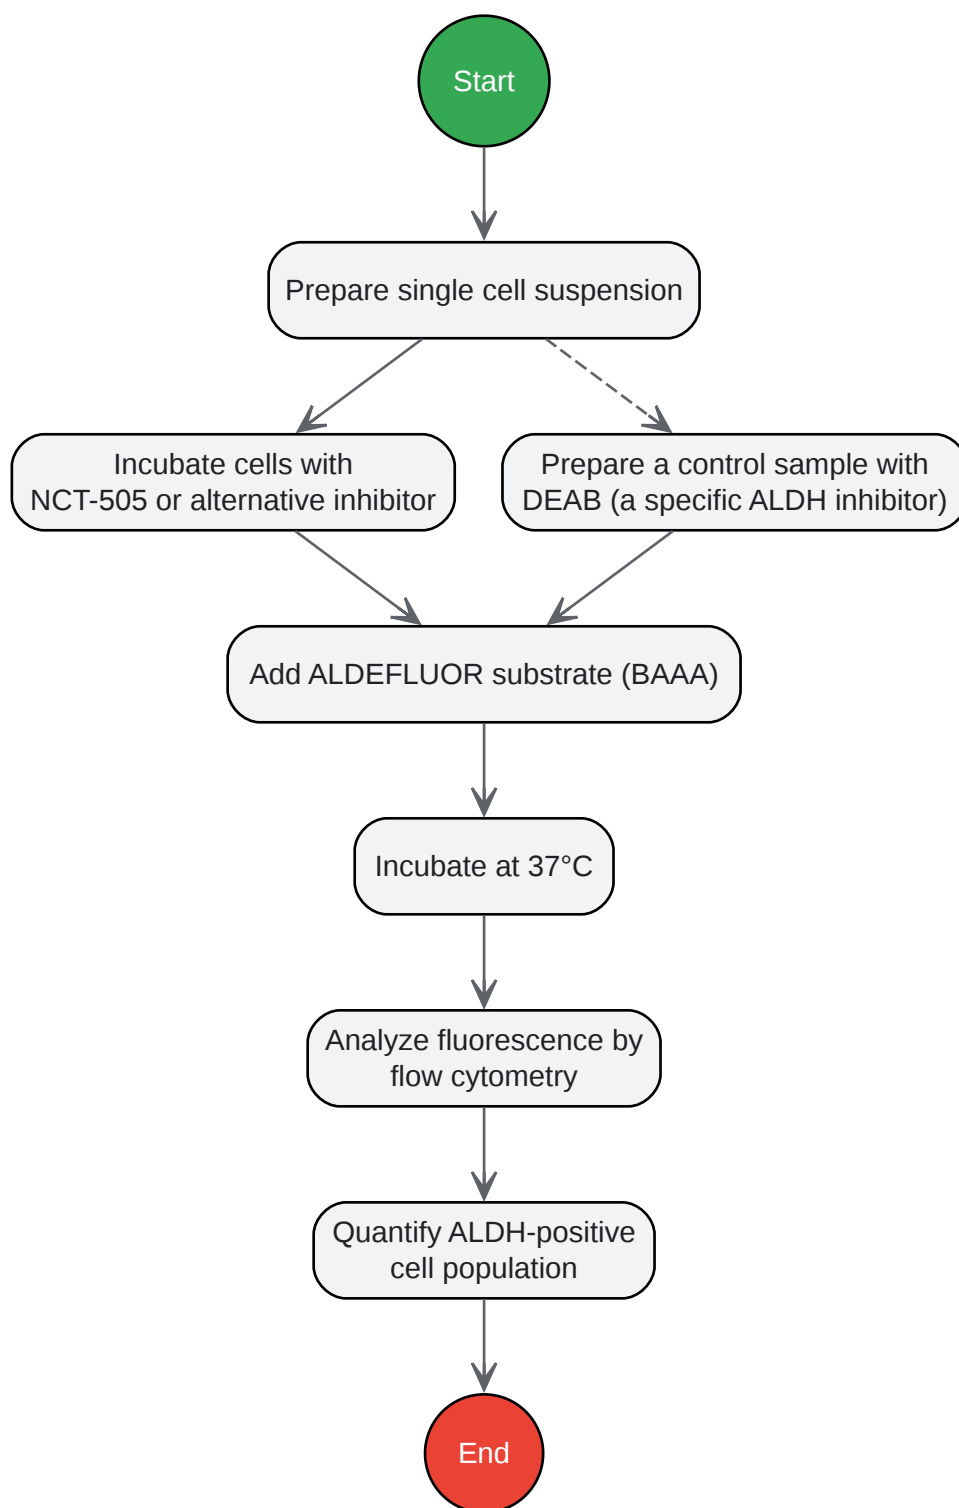 Start
Prepare single cell suspension
Incubate cells with
NCT-505 or alternative inhibitor
Prepare a control sample with
DEAB (a specific ALDH inhibitor)
Add ALDEFLUOR substrate (BAAA)
Incubate at 37°C
Analyze fluorescence by
flow cytometry
Quantify ALDH-positive
cell population
End